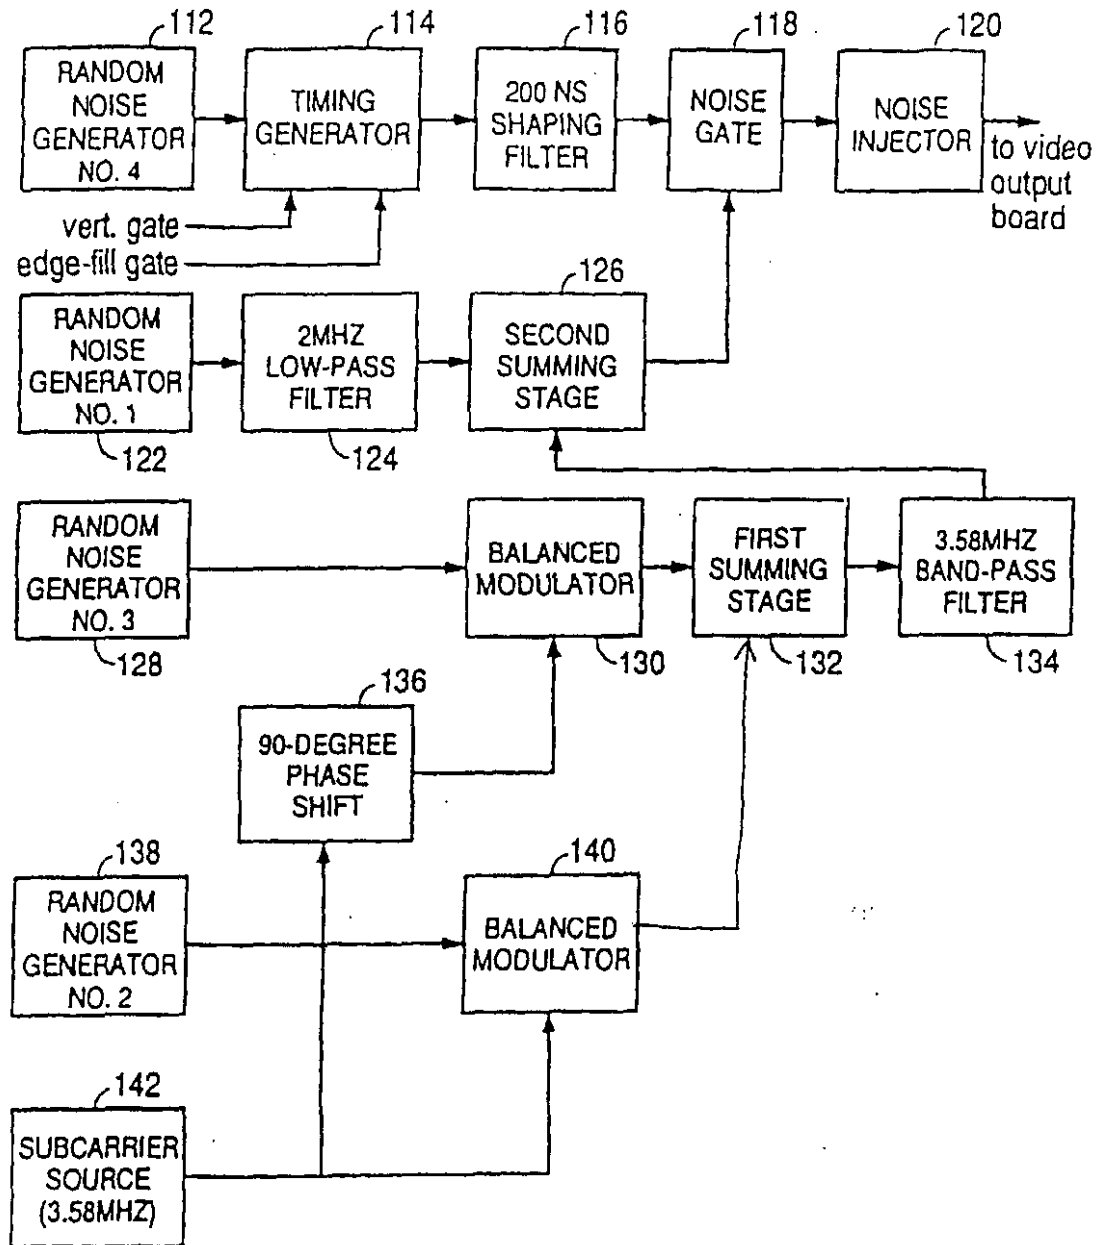 112
114
116
118
120
RANDOM
NOISE
GENERATOR
NO. 4
TIMING
GENERATOR
200 NS
SHAPING
FILTER
NOISE
GATE
NOISE
INJECTOR
to video
output
board
vert. gate
edge-fill gate
126
RANDOM
NOISE
GENERATOR
NO. 1
2MHZ
LOW-PASS
FILTER
SECOND
SUMMING
STAGE
122
124
RANDOM
NOISE
GENERATOR
NO. 3
BALANCED
MODULATOR
FIRST
SUMMING
STAGE
3.58MHZ
BAND-PASS
FILTER
128
130
132
134
136
90-DEGREE
PHASE
SHIFT
138
140
RANDOM
NOISE
GENERATOR
NO. 2
BALANCED
MODULATOR
142
SUBCARRIER
SOURCE
(3.58MHZ)